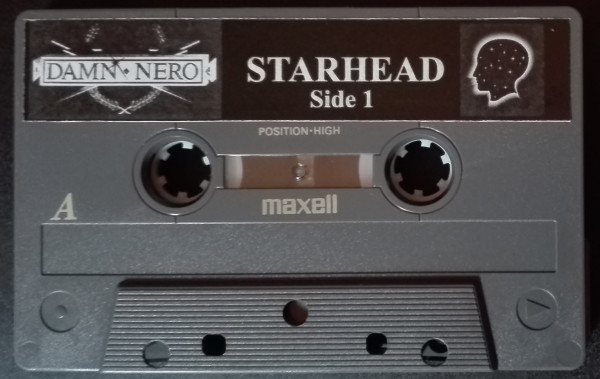 DAMN • NERO
STARHEAD
Side 1
POSITION•HIGH
maxell
A